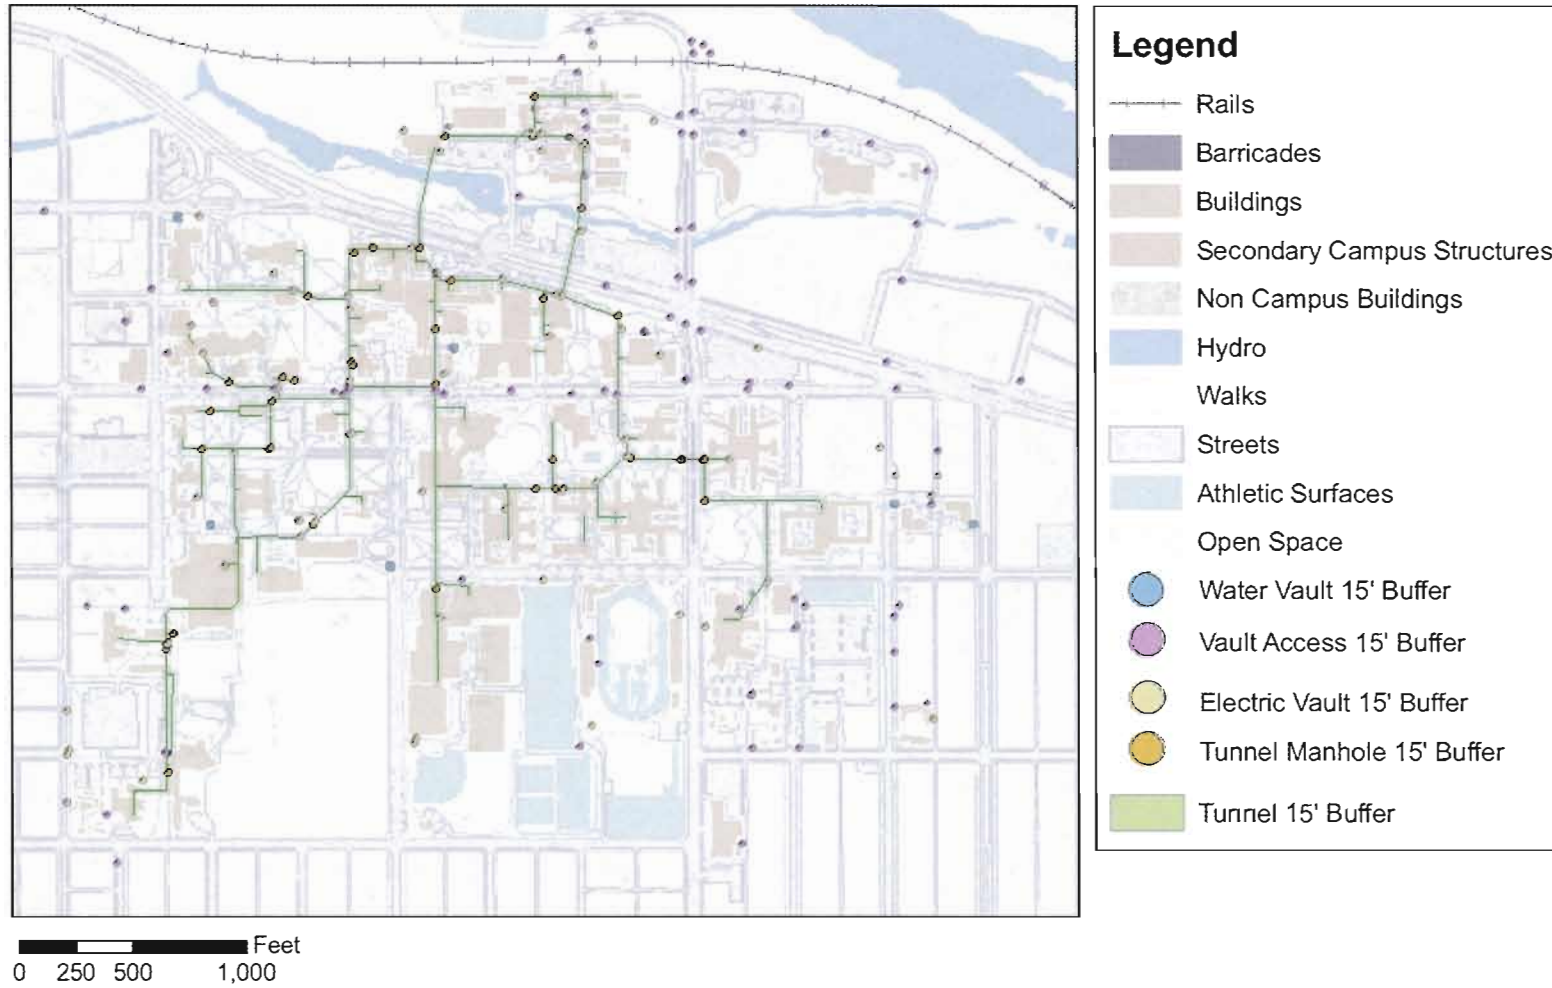 Legend
Rails
Barricades
Buildings
Secondary Campus Structures
Non Campus Buildings
Hydro
Walks
Streets
Athletic Surfaces
Open Space
Water Vault 15' Buffer
Vault Access 15' Buffer
Electric Vault 15' Buffer
Tunnel Manhole 15' Buffer
Tunnel 15' Buffer
Feet
0 250 500 1,000